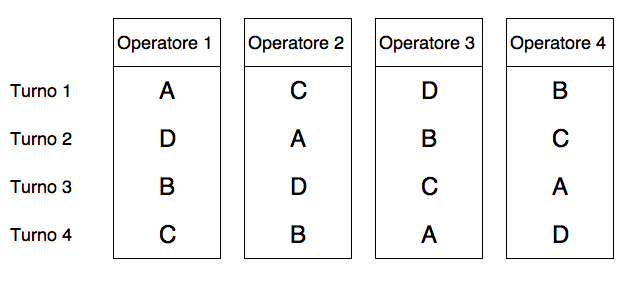 Operatore 1 Operatore 2 Operatore 3 Operatore 4
Turno 1 A C D B
Turno 2 D A B C
Turno 3 B D C A
Turno 4 C B A D